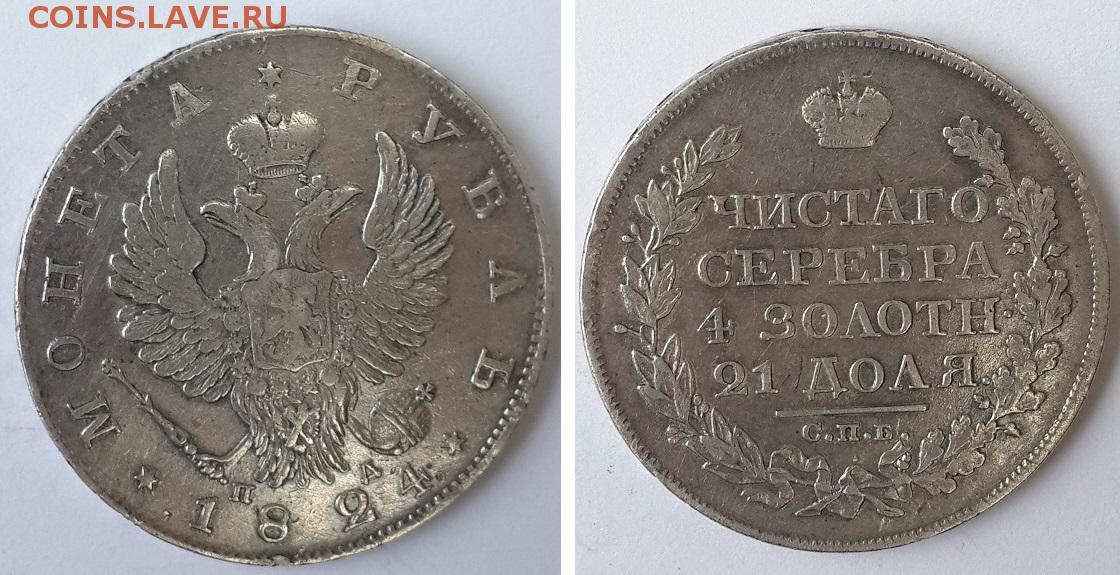 COINS.LAVE.RU
МОНЕТА РУБЛЬ
П Д
.1824.
ЧИСТАГО
СЕРЕБРА
4 ЗОЛОТН.
21 ДОЛЯ.
С.П.Б.